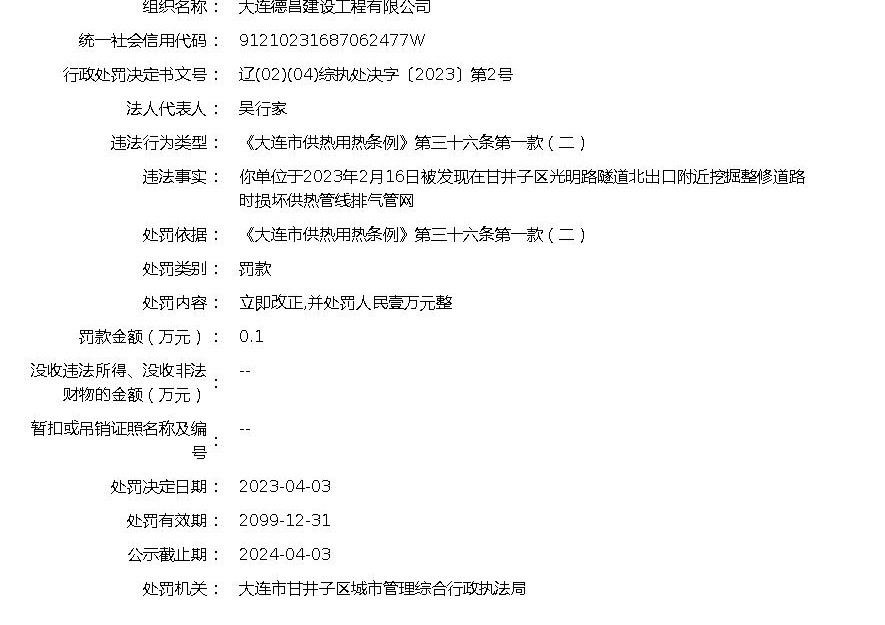 组织名称： 大连德昌建设工程有限公司
统一社会信用代码： 91210231687062477W
行政处罚决定书文号： 辽(02)(04)综执处决字〔2023〕第2号
法人代表人： 吴行家
违法行为类型： 《大连市供热用热条例》第三十六条第一款（二）
违法事实： 你单位于2023年2月16日被发现在甘井子区光明路隧道北出口附近挖掘整修道路
时损坏供热管线排气管网
处罚依据： 《大连市供热用热条例》第三十六条第一款（二）
处罚类别： 罚款
处罚内容： 立即改正,并处罚人民壹万元整
罚款金额（万元）： 0.1
没收违法所得、没收非法
财物的金额（万元）： --
暂扣或吊销证照名称及编
号： --
处罚决定日期： 2023-04-03
处罚有效期： 2099-12-31
公示截止期： 2024-04-03
处罚机关： 大连市甘井子区城市管理综合行政执法局